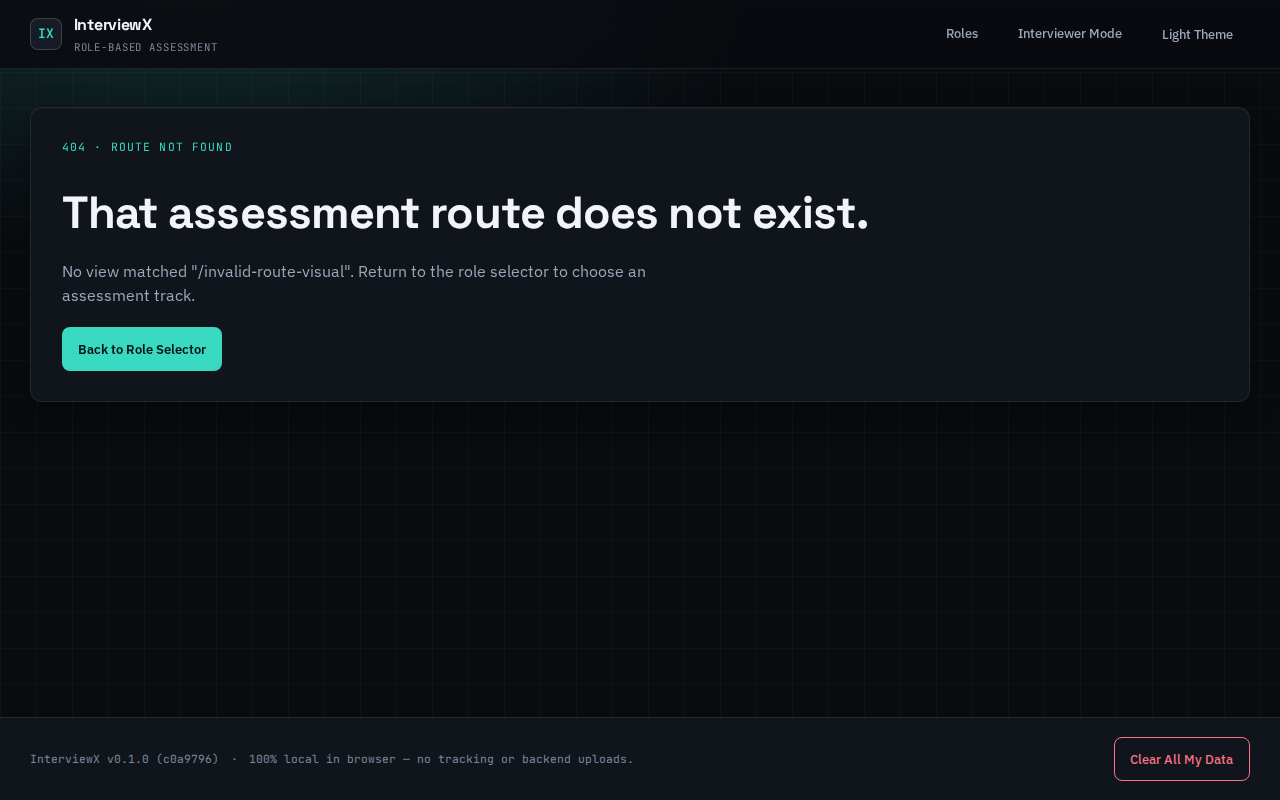 IX
InterviewX
ROLE-BASED ASSESSMENT
Roles
Interviewer Mode
Light Theme
404 · ROUTE NOT FOUND
That assessment route does not exist.
No view matched "/invalid-route-visual". Return to the role selector to choose an
assessment track.
Back to Role Selector
InterviewX v0.1.0 (c0a9796) · 100% local in browser — no tracking or backend uploads.
Clear All My Data